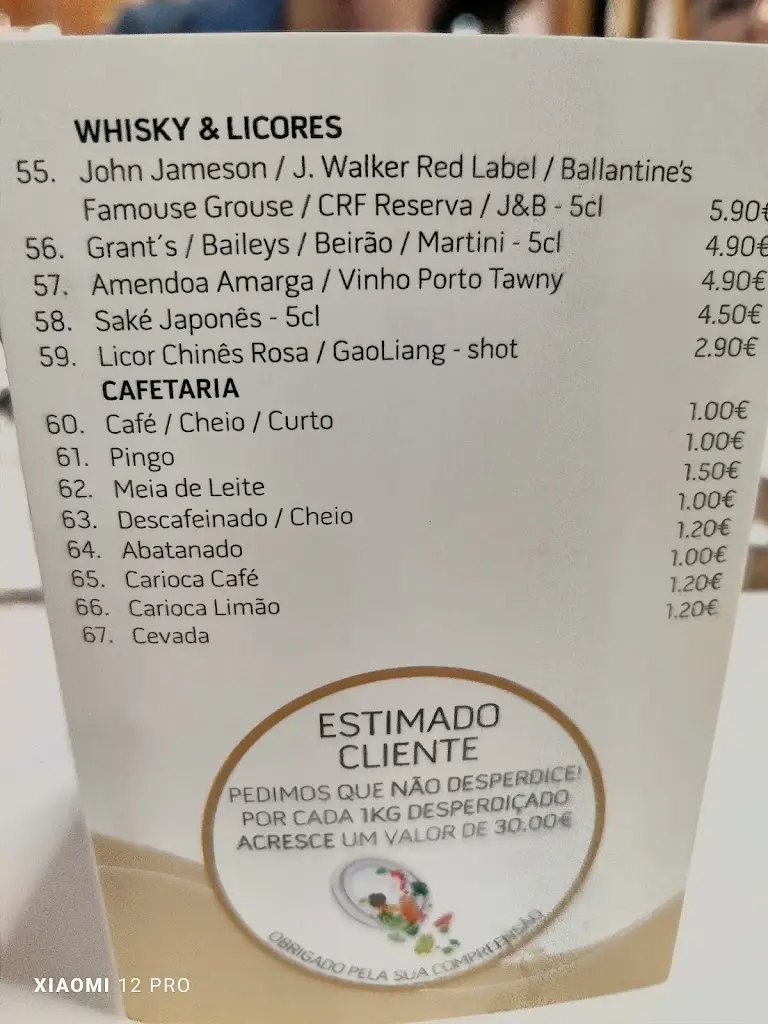 WHISKY & LICORES
55. John Jameson / J. Walker Red Label / Ballantine's
Famouse Grouse / CRF Reserva / J&B - 5cl 5.90€
56. Grant´s / Baileys / Beirão / Martini - 5cl 4.90€
57. Amendoa Amarga / Vinho Porto Tawny 4.90€
58. Saké Japonês - 5cl 4.50€
59. Licor Chinês Rosa / GaoLiang - shot 2.90€
CAFETARIA
60. Café / Cheio / Curto 1.00€
61. Pingo 1.00€
62. Meia de Leite 1.50€
63. Descafeinado / Cheio 1.00€
64. Abatanado 1.20€
65. Carioca Café 1.00€
66. Carioca Limão 1.20€
67. Cevada 1.20€
ESTIMADO
CLIENTE
PEDIMOS QUE NÃO DESPERDICE!
POR CADA 1KG DESPERDIÇADO
ACRESCE UM VALOR DE 30.00€
OBRIGADO PELA SUA COMPREENSÃO
XIAOMI 12 PRO